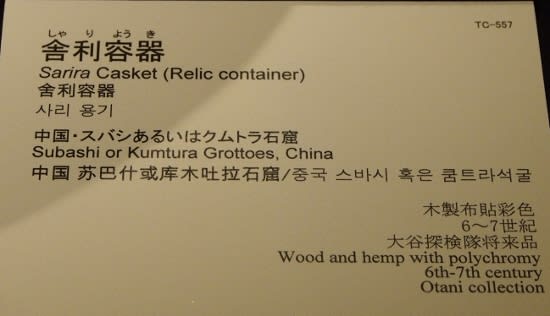 TC-557
しゃりようき
舎利容器
Sarira Casket (Relic container)
舍利容器
사리 용기
中国・スバシあるいはクムトラ石窟
Subashi or Kumtura Grottoes, China
中国 苏巴什或库木吐拉石窟/중국 스바시 혹은 쿰트라석굴
木製布貼彩色
6～7世紀
大谷探検隊将来品
Wood and hemp with polychromy
6th-7th century
Otani collection